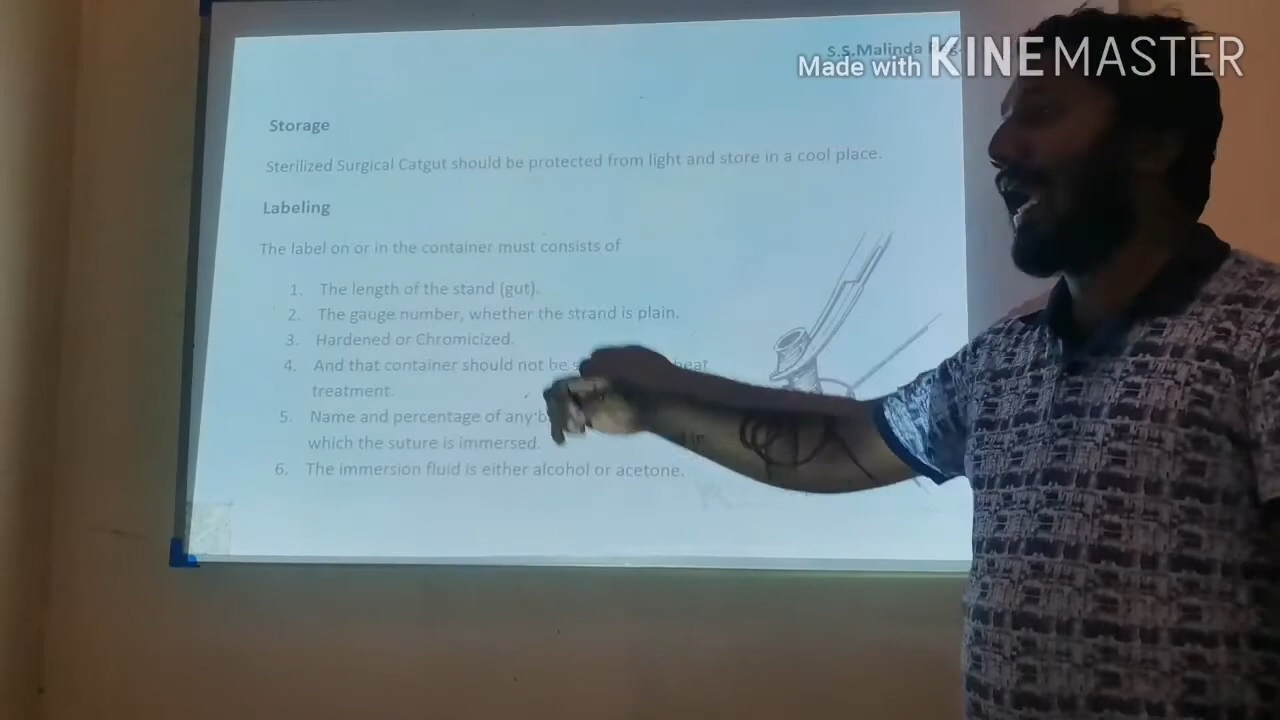 S.S.Malinda
Made with KINEMASTER
Storage
Sterilized Surgical Catgut should be protected from light and store in a cool place.
Labeling
The label on or in the container must consists of
1. The length of the stand (gut).
2. The gauge number, whether the strand is plain.
3. Hardened or Chromicized.
4. And that container should not be heat
treatment.
5. Name and percentage of any in
which the suture is immersed.
6. The immersion fluid is either alcohol or acetone.